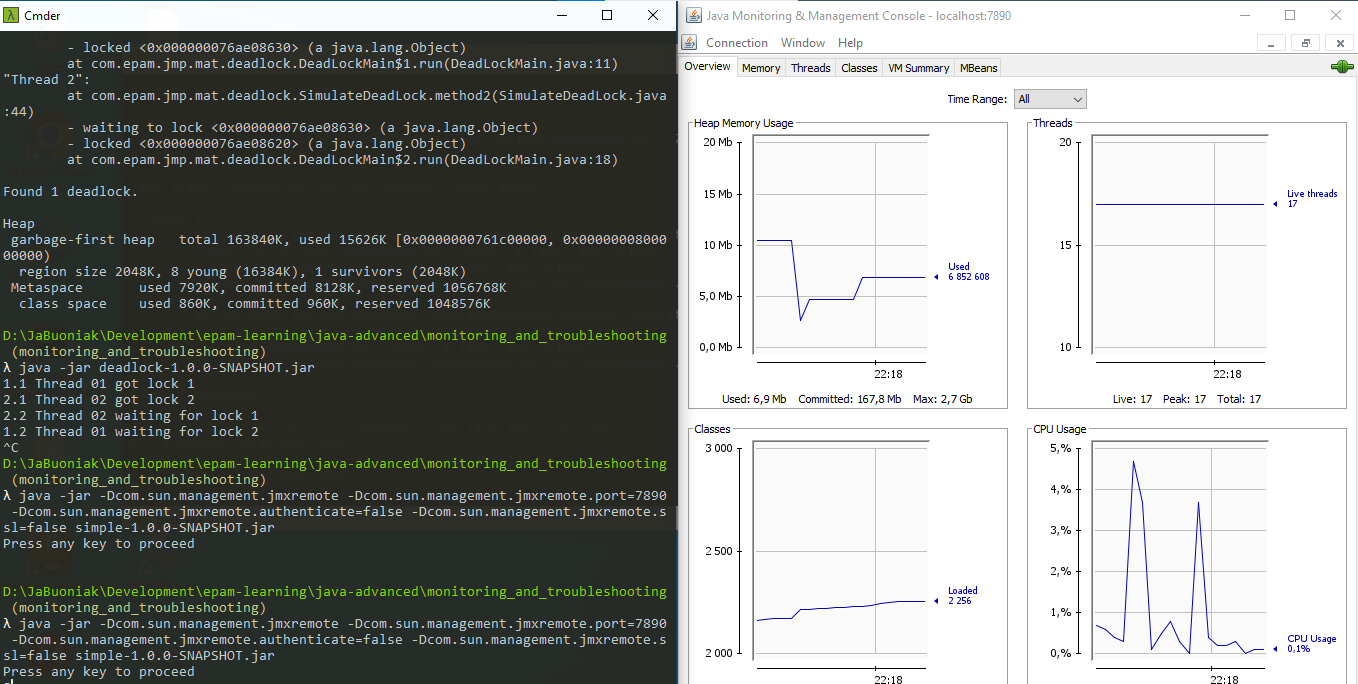 Cmder
- locked <0x000000076ae08630> (a java.lang.Object)
at com.epam.jmp.mat.deadlock.DeadLockMain$1.run(DeadLockMain.java:11)
"Thread 2":
at com.epam.jmp.mat.deadlock.SimulateDeadLock.method2(SimulateDeadLock.java
:44)
- waiting to lock <0x000000076ae08630> (a java.lang.Object)
- locked <0x000000076ae08620> (a java.lang.Object)
at com.epam.jmp.mat.deadlock.DeadLockMain$2.run(DeadLockMain.java:18)
Found 1 deadlock.
Heap
garbage-first heap   total 163840K, used 15626K [0x0000000761c00000, 0x00000008000
00000)
region size 2048K, 8 young (16384K), 1 survivors (2048K)
Metaspace       used 7920K, committed 8128K, reserved 1056768K
class space    used 860K, committed 960K, reserved 1048576K
D:\JaBuoniak\Development\epam-learning\java-advanced\monitoring_and_troubleshooting
(monitoring_and_troubleshooting)
λ java -jar deadlock-1.0.0-SNAPSHOT.jar
1.1 Thread 01 got lock 1
2.1 Thread 02 got lock 2
2.2 Thread 02 waiting for lock 1
1.2 Thread 01 waiting for lock 2
^C
D:\JaBuoniak\Development\epam-learning\java-advanced\monitoring_and_troubleshooting
(monitoring_and_troubleshooting)
λ java -jar -Dcom.sun.management.jmxremote -Dcom.sun.management.jmxremote.port=7890
-Dcom.sun.management.jmxremote.authenticate=false -Dcom.sun.management.jmxremote.s
sl=false simple-1.0.0-SNAPSHOT.jar
Press any key to proceed
D:\JaBuoniak\Development\epam-learning\java-advanced\monitoring_and_troubleshooting
(monitoring_and_troubleshooting)
λ java -jar -Dcom.sun.management.jmxremote -Dcom.sun.management.jmxremote.port=7890
-Dcom.sun.management.jmxremote.authenticate=false -Dcom.sun.management.jmxremote.s
sl=false simple-1.0.0-SNAPSHOT.jar
Press any key to proceed
Java Monitoring & Management Console - localhost:7890
Connection Window Help
Overview Memory Threads Classes VM Summary MBeans
Time Range: All
Heap Memory Usage
20 Mb
15 Mb
10 Mb
5,0 Mb
0,0 Mb
Used
6 852 608
22:18
Used: 6,9 Mb Committed: 167,8 Mb Max: 2,7 Gb
Threads
20
15
10
Live threads
17
22:18
Live: 17 Peak: 17 Total: 17
Classes
3 000
2 500
2 000
Loaded
2 256
22:18
CPU Usage
5,%
4,%
3,%
2,%
1,%
0,%
CPU Usage
0,1%
22:18